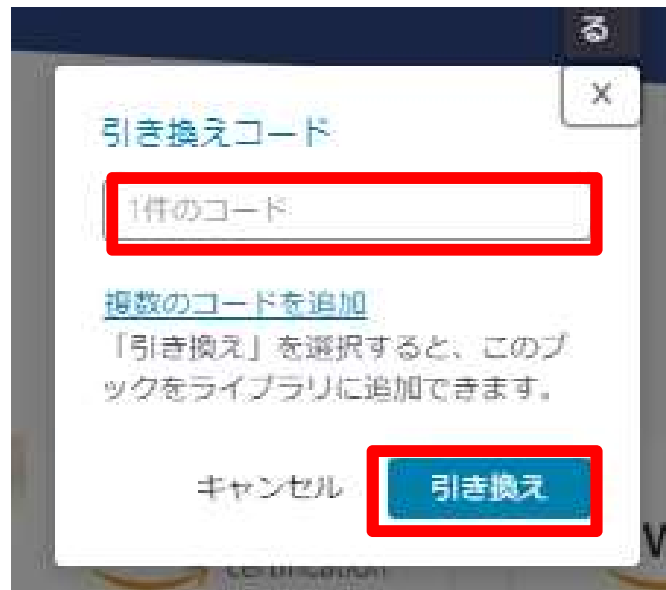 る
X
引き換えコード
1件のコード
複数のコードを追加
「引き換え」を選択すると、このブ
ックをライブラリに追加できます。
キャンセル
引き換え
certification
W